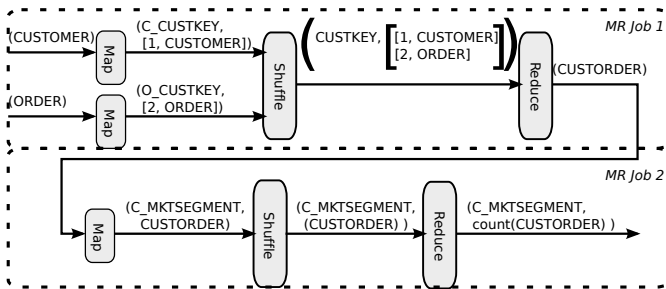 MR Job 1
(CUSTOMER)
Map
(C_CUSTKEY,
[1, CUSTOMER])
(ORDER)
Map
(O_CUSTKEY,
[2, ORDER])
Shuffle
(CUSTKEY, [[1, CUSTOMER]
[2, ORDER]])
Reduce
(CUSTORDER)
MR Job 2
Map
(C_MKTSEGMENT,
CUSTORDER)
Shuffle
(C_MKTSEGMENT,
(CUSTORDER) )
Reduce
(C_MKTSEGMENT,
count(CUSTORDER) )